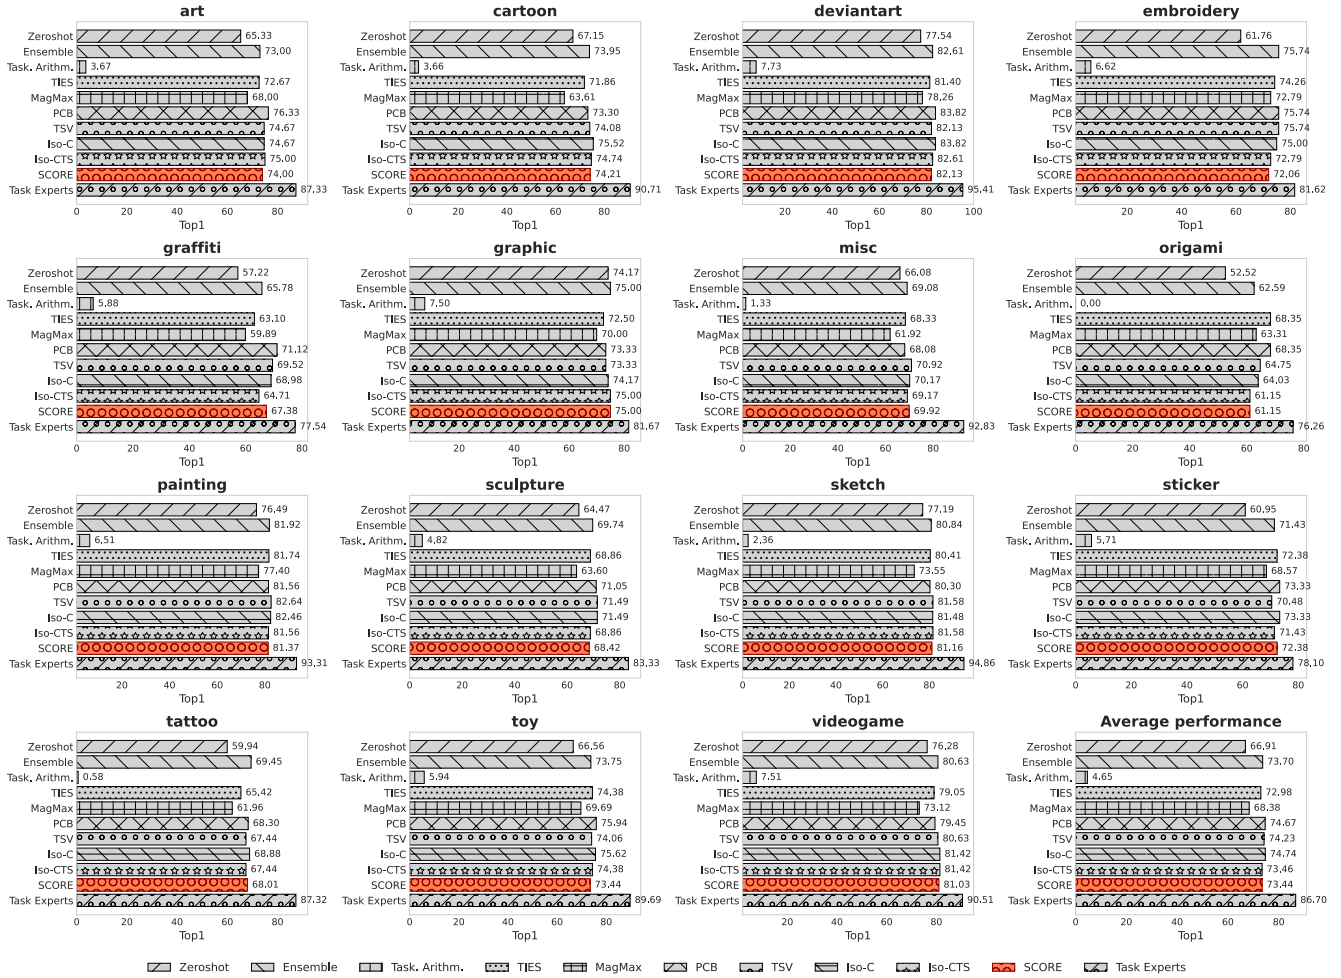 art
Zeroshot 65.33
Ensemble 73.00
Task. Arithm. 3.67
TIES 72.67
MagMax 68.00
PCB 76.33
TSV 74.67
Iso-C 74.67
Iso-CTS 75.00
SCORE 74.00
Task Experts 87.33
0 20 40 60 80
Top1
cartoon
Zeroshot 67.15
Ensemble 73.95
Task. Arithm. 3.66
TIES 71.86
MagMax 63.61
PCB 73.30
TSV 74.08
Iso-C 75.52
Iso-CTS 74.74
SCORE 74.21
Task Experts 90.71
0 20 40 60 80
Top1
deviantart
Zeroshot 77.54
Ensemble 82.61
Task. Arithm. 7.73
TIES 81.40
MagMax 78.26
PCB 83.82
TSV 82.13
Iso-C 83.82
Iso-CTS 82.61
SCORE 82.13
Task Experts 95.41
20 40 60 80 100
Top1
embroidery
Zeroshot 61.76
Ensemble 75.74
Task. Arithm. 6.62
TIES 74.26
MagMax 72.79
PCB 75.74
TSV 75.74
Iso-C 75.00
Iso-CTS 72.79
SCORE 72.06
Task Experts 81.62
20 40 60 80
Top1
graffiti
Zeroshot 57.22
Ensemble 65.78
Task. Arithm. 5.88
TIES 63.10
MagMax 59.89
PCB 71.12
TSV 69.52
Iso-C 68.98
Iso-CTS 64.71
SCORE 67.38
Task Experts 77.54
0 20 40 60 80
Top1
graphic
Zeroshot 74.17
Ensemble 75.00
Task. Arithm. 7.50
TIES 72.50
MagMax 70.00
PCB 73.33
TSV 73.33
Iso-C 74.17
Iso-CTS 75.00
SCORE 75.00
Task Experts 81.67
20 40 60 80
Top1
misc
Zeroshot 66.08
Ensemble 69.08
Task. Arithm. 1.33
TIES 68.33
MagMax 61.92
PCB 68.08
TSV 70.92
Iso-C 70.17
Iso-CTS 69.17
SCORE 69.92
Task Experts 92.83
0 20 40 60 80
Top1
origami
Zeroshot 52.52
Ensemble 62.59
Task. Arithm. 0.00
TIES 68.35
MagMax 63.31
PCB 68.35
TSV 64.75
Iso-C 64.03
Iso-CTS 61.15
SCORE 61.15
Task Experts 76.26
0 20 40 60 80
Top1
painting
Zeroshot 76.49
Ensemble 81.92
Task. Arithm. 6.51
TIES 81.74
MagMax 77.40
PCB 81.56
TSV 82.64
Iso-C 82.46
Iso-CTS 81.56
SCORE 81.37
Task Experts 93.31
20 40 60 80
Top1
sculpture
Zeroshot 64.47
Ensemble 69.74
Task. Arithm. 4.82
TIES 68.86
MagMax 63.60
PCB 71.05
TSV 71.49
Iso-C 71.49
Iso-CTS 68.86
SCORE 68.42
Task Experts 83.33
0 20 40 60 80
Top1
sketch
Zeroshot 77.19
Ensemble 80.84
Task. Arithm. 2.36
TIES 80.41
MagMax 73.55
PCB 80.30
TSV 81.58
Iso-C 81.48
Iso-CTS 81.58
SCORE 81.16
Task Experts 94.86
0 20 40 60 80
Top1
sticker
Zeroshot 60.95
Ensemble 71.43
Task. Arithm. 5.71
TIES 72.38
MagMax 68.57
PCB 73.33
TSV 70.48
Iso-C 73.33
Iso-CTS 71.43
SCORE 72.38
Task Experts 78.10
0 20 40 60 80
Top1
tattoo
Zeroshot 59.94
Ensemble 69.45
Task. Arithm. 0.58
TIES 65.42
MagMax 61.96
PCB 68.30
TSV 67.44
Iso-C 68.88
Iso-CTS 67.44
SCORE 68.01
Task Experts 87.32
0 20 40 60 80
Top1
toy
Zeroshot 66.56
Ensemble 73.75
Task. Arithm. 5.94
TIES 74.38
MagMax 69.69
PCB 75.94
TSV 74.06
Iso-C 75.62
Iso-CTS 74.38
SCORE 73.44
Task Experts 89.69
0 20 40 60 80
Top1
videogame
Zeroshot 76.28
Ensemble 80.63
Task. Arithm. 7.51
TIES 79.05
MagMax 73.12
PCB 79.45
TSV 80.63
Iso-C 81.42
Iso-CTS 81.42
SCORE 81.03
Task Experts 90.51
20 40 60 80
Top1
Average performance
Zeroshot 66.91
Ensemble 73.70
Task. Arithm. 4.65
TIES 72.98
MagMax 68.38
PCB 74.67
TSV 74.23
Iso-C 74.74
Iso-CTS 73.46
SCORE 73.44
Task Experts 86.70
0 20 40 60 80
Top1
Zeroshot Ensemble Task. Arithm. TIES MagMax PCB TSV Iso-C Iso-CTS SCORE Task Experts